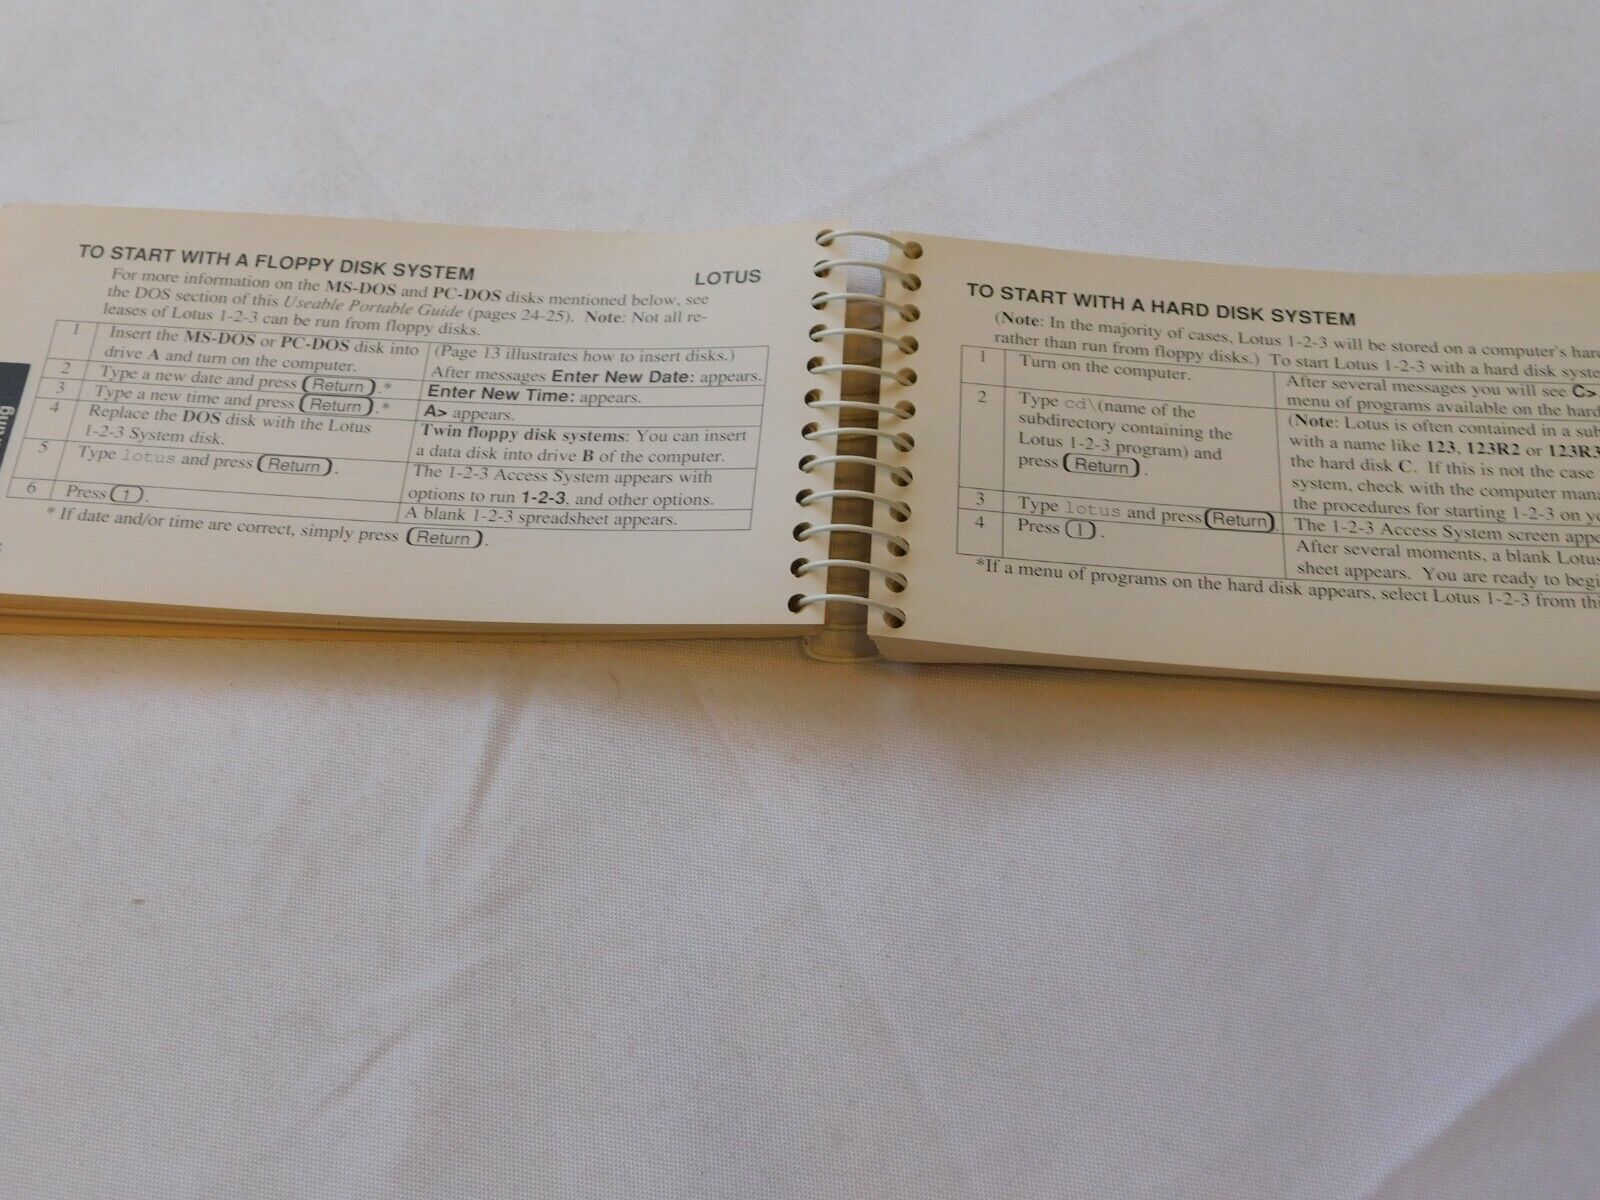 TO START WITH A FLOPPY DISK SYSTEM
LOTUS
For more information on the MS-DOS and PC-DOS disks mentioned below, see
the DOS section of this Useable Portable Guide (pages 24-25). Note: Not all re-
leases of Lotus 1-2-3 can be run from floppy disks.
1
Insert the MS-DOS or PC-DOS disk into
drive A and turn on the computer.
(Page 13 illustrates how to insert disks.)
After messages Enter New Date: appears.
2
Type a new date and press (Return).*
Enter New Time: appears.
3
Type a new time and press (Return).*
A> appears.
4
Replace the DOS disk with the Lotus
1-2-3 System disk.
Twin floppy disk systems: You can insert
a data disk into drive B of the computer.
5
Type lotus and press (Return).
The 1-2-3 Access System appears with
options to run 1-2-3, and other options.
6
Press (1).
A blank 1-2-3 spreadsheet appears.
* If date and/or time are correct, simply press (Return).
TO START WITH A HARD DISK SYSTEM
(Note: In the majority of cases, Lotus 1-2-3 will be stored on a computer's hard
rather than run from floppy disks.) To start Lotus 1-2-3 with a hard disk syste
1
Turn on the computer.
After several messages you will see C>
menu of programs available on the hard
2
Type cd\(name of the
subdirectory containing the
Lotus 1-2-3 program) and
press (Return).
(Note: Lotus is often contained in a sub
with a name like 123, 123R2 or 123R3
the hard disk C. If this is not the case
system, check with the computer mana
the procedures for starting 1-2-3 on yo
3
Type lotus and press (Return)
The 1-2-3 Access System screen appe
4
Press (1).
After several moments, a blank Lotus
sheet appears. You are ready to begi
*If a menu of programs on the hard disk appears, select Lotus 1-2-3 from thi